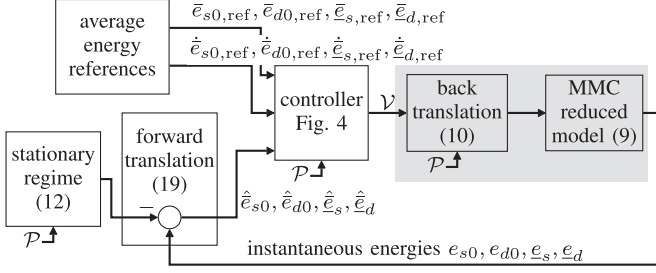 average
energy
references
ē_{s0,ref}, ē_{d0,ref}, e̲̅_{s,ref}, e̲̅_{d,ref}
ē̇_{s0,ref}, ē̇_{d0,ref}, e̲̅̇_{s,ref}, e̲̅̇_{d,ref}
controller
Fig. 4
𝒫
𝒱
back
translation
(10)
𝒫
MMC
reduced
model (9)
stationary
regime
(12)
𝒫
forward
translation
(19)
−
ē̂_{s0}, ē̂_{d0}, e̲̅̂_s, e̲̅̂_d
instantaneous energies e_{s0}, e_{d0}, e̲_s, e̲_d